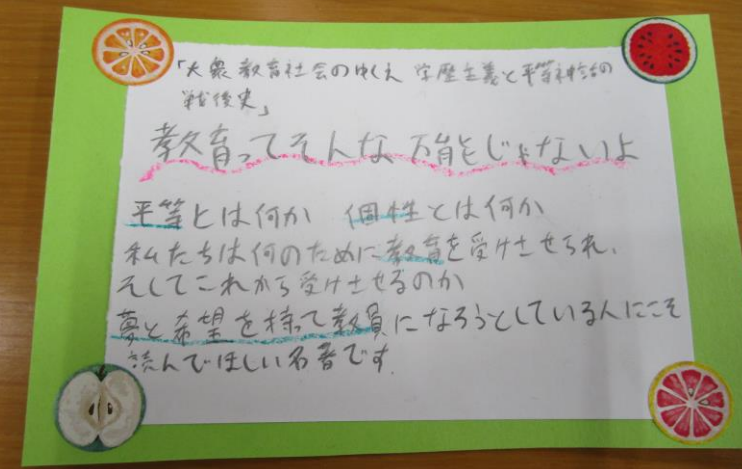 「大衆教育社会のゆくえ 学歴主義と平等神話の
戦後史」
教育ってそんな万能じゃないよ
平等とは何か 個性とは何か
私たちは何のために教育を受けさせられ、
そしてこれから受けさせるのか
夢と希望を持って教員になろうとしている人にこそ
読んでほしい名著です.